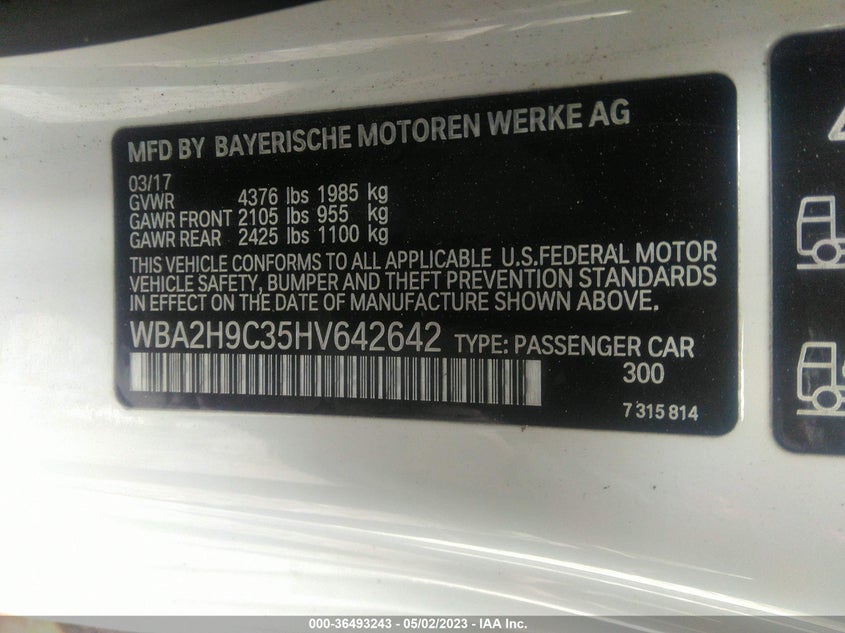 MFD BY BAYERISCHE MOTOREN WERKE AG
03/17
GVWR 4376 lbs 1985 kg
GAWR FRONT 2105 lbs 955 kg
GAWR REAR 2425 lbs 1100 kg
THIS VEHICLE CONFORMS TO ALL APPLICABLE U.S.FEDERAL MOTOR
VEHICLE SAFETY, BUMPER AND THEFT PREVENTION STANDARDS
IN EFFECT ON THE DATE OF MANUFACTURE SHOWN ABOVE.
WBA2H9C35HV642642 TYPE: PASSENGER CAR
300
7 315 814
000-36493243 - 05/02/2023 - IAA Inc.